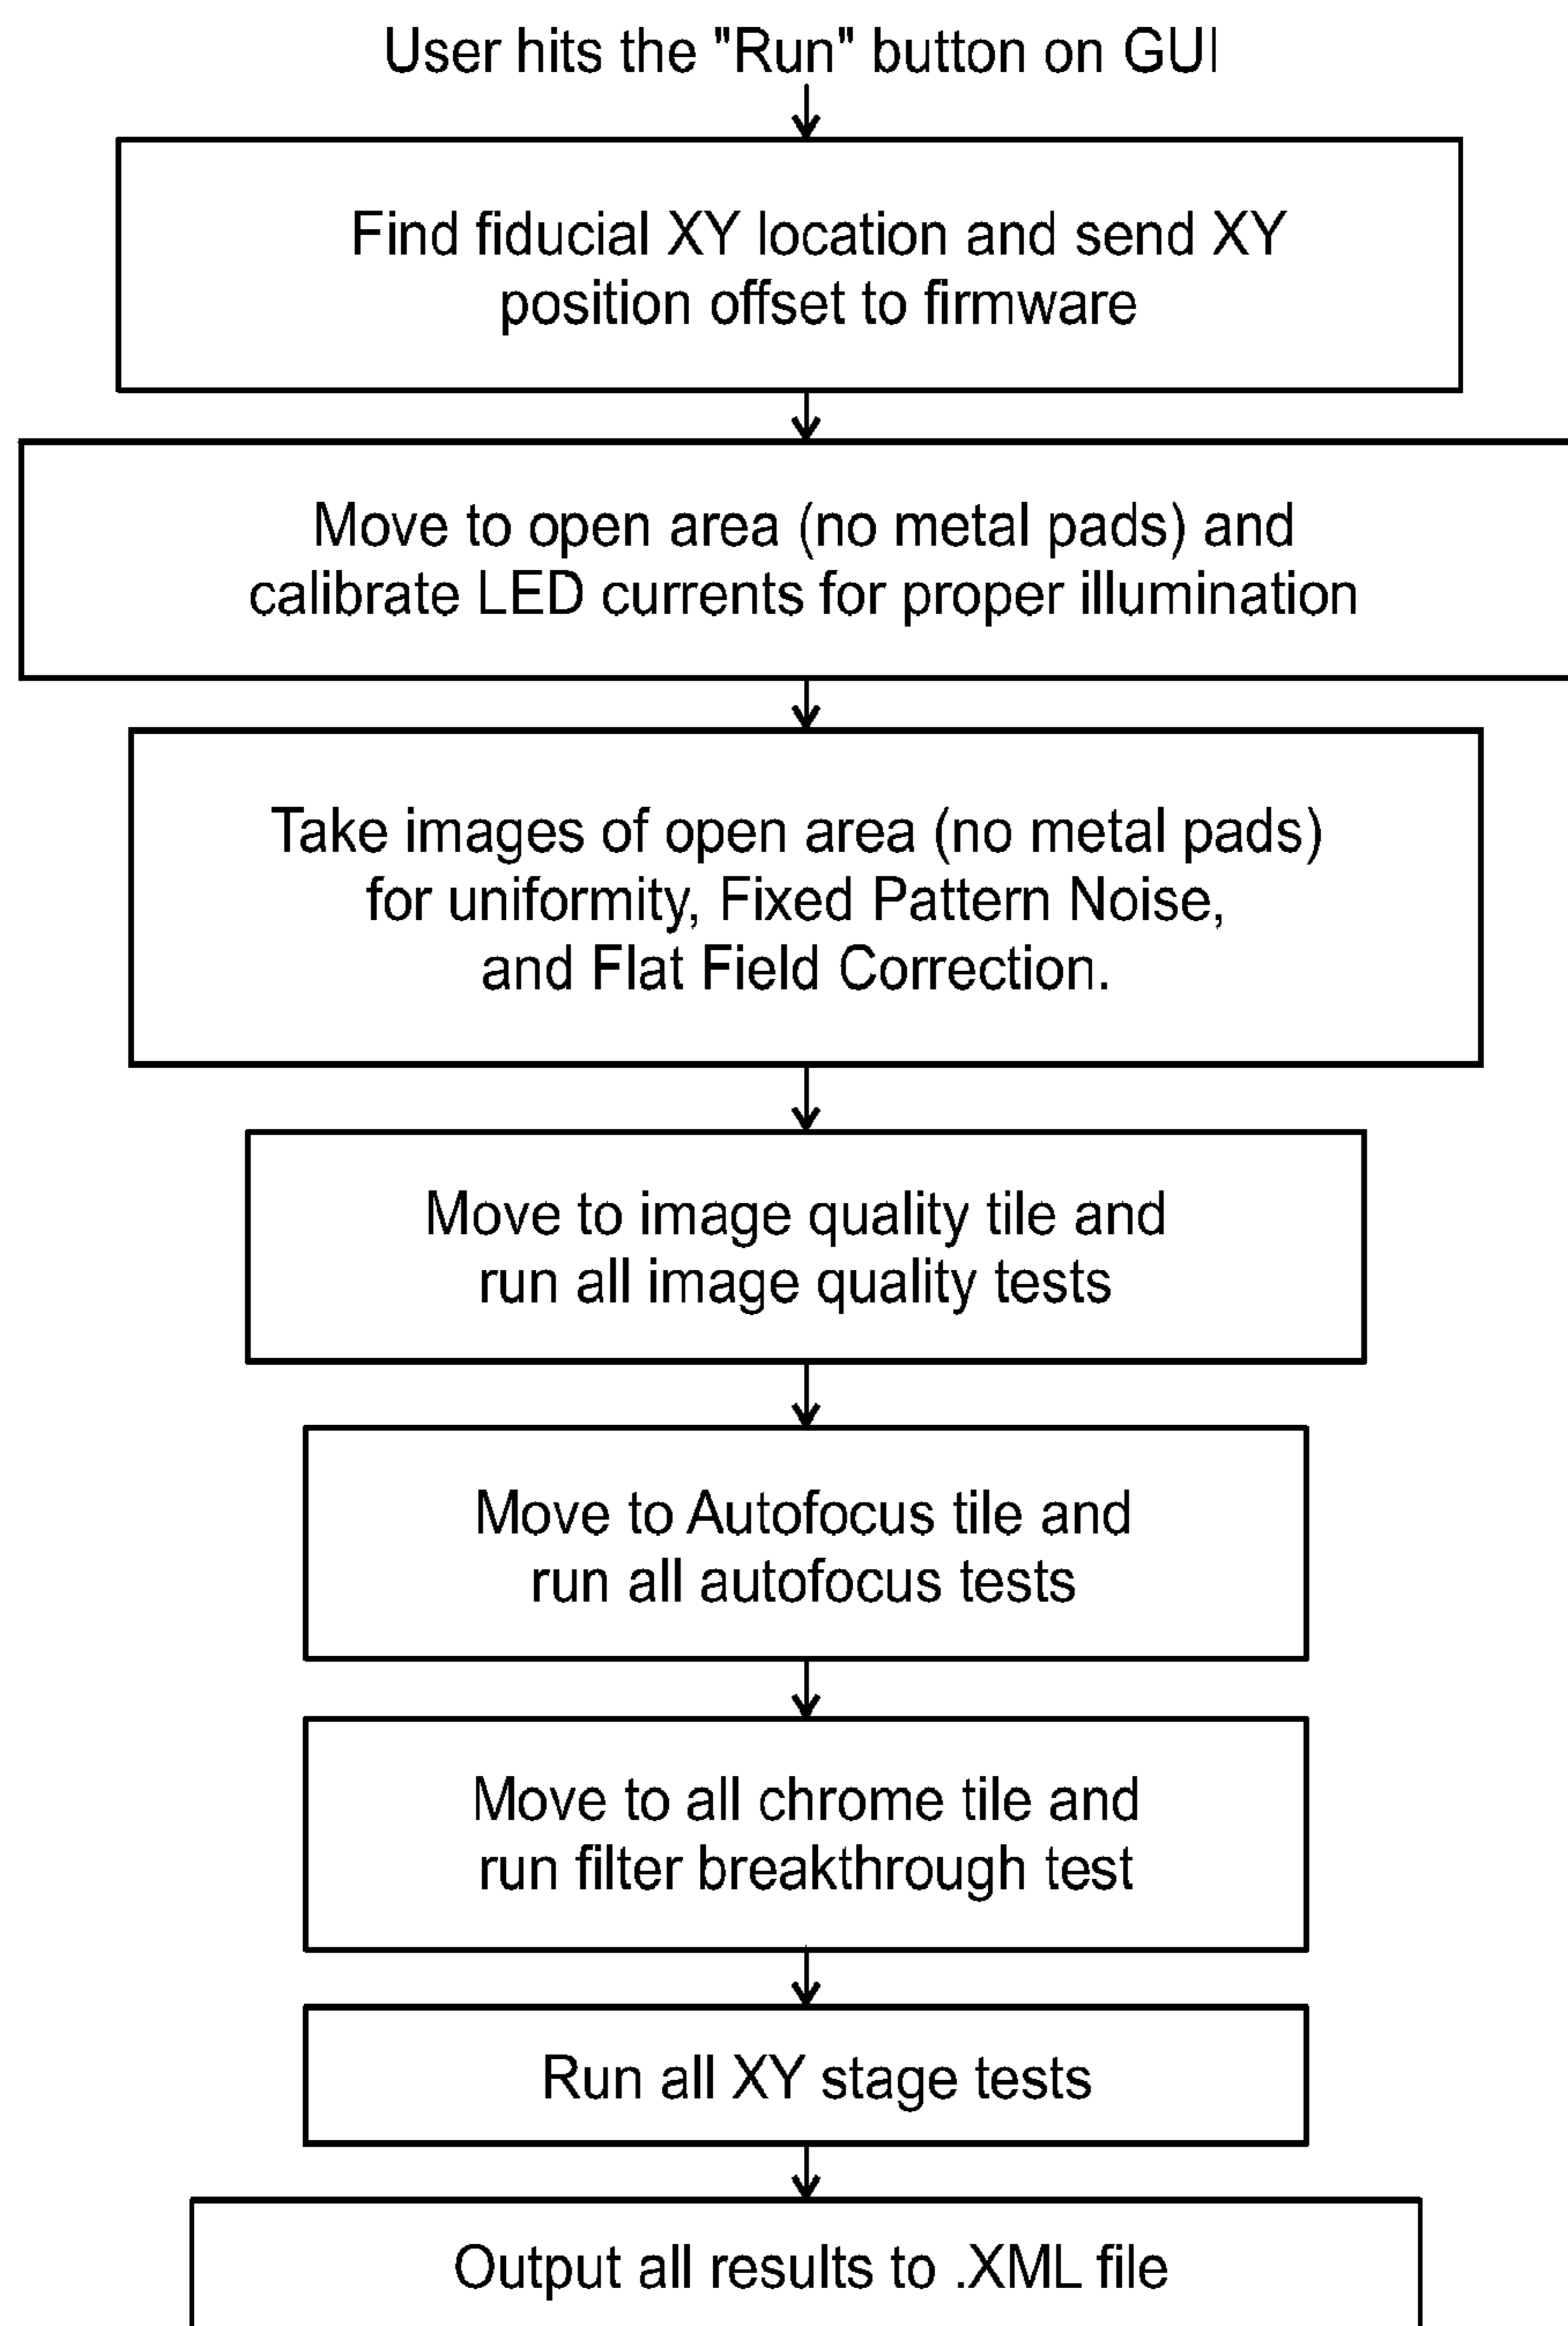 User hits the "Run" button on GUI
Find fiducial XY location and send XY
position offset to firmware
Move to open area (no metal pads) and
calibrate LED currents for proper illumination
Take images of open area (no metal pads)
for uniformity, Fixed Pattern Noise,
and Flat Field Correction.
Move to image quality tile and
run all image quality tests
Move to Autofocus tile and
run all autofocus tests
Move to all chrome tile and
run filter breakthrough test
Run all XY stage tests
Output all results to .XML file